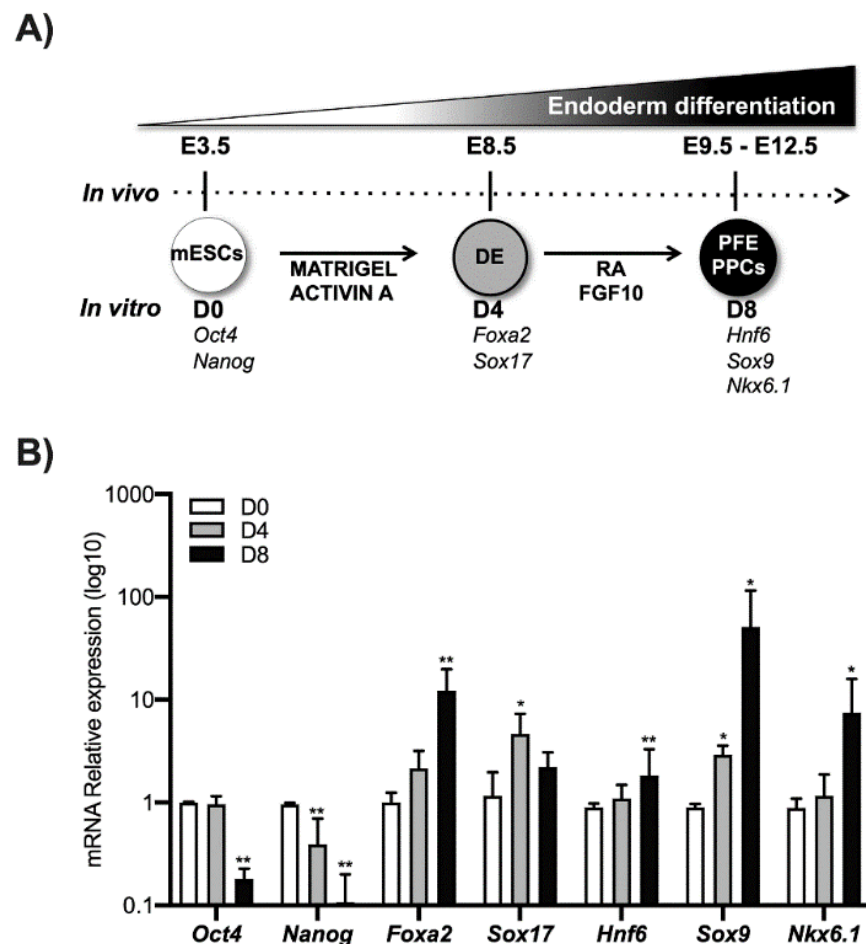 A)
Endoderm differentiation
E3.5 E8.5 E9.5 - E12.5
In vivo
mESCs DE PFE
PPCs
MATRIGEL RA
ACTIVIN A FGF10
In vitro D0 D4 D8
Oct4 Foxa2 Hnf6
Nanog Sox17 Sox9
Nkx6.1
B)
mRNA Relative expression (log10)
1000
100
10
1
0.1
D0
D4
D8
** ** ** ** * ** * * *
Oct4 Nanog Foxa2 Sox17 Hnf6 Sox9 Nkx6.1